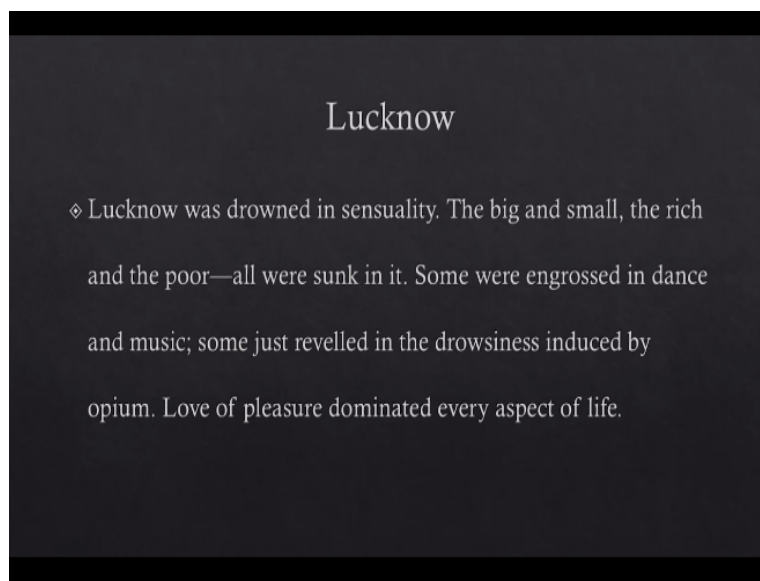 Lucknow
Lucknow was drowned in sensuality. The big and small, the rich
and the poor—all were sunk in it. Some were engrossed in dance
and music; some just revelled in the drowsiness induced by
opium. Love of pleasure dominated every aspect of life.